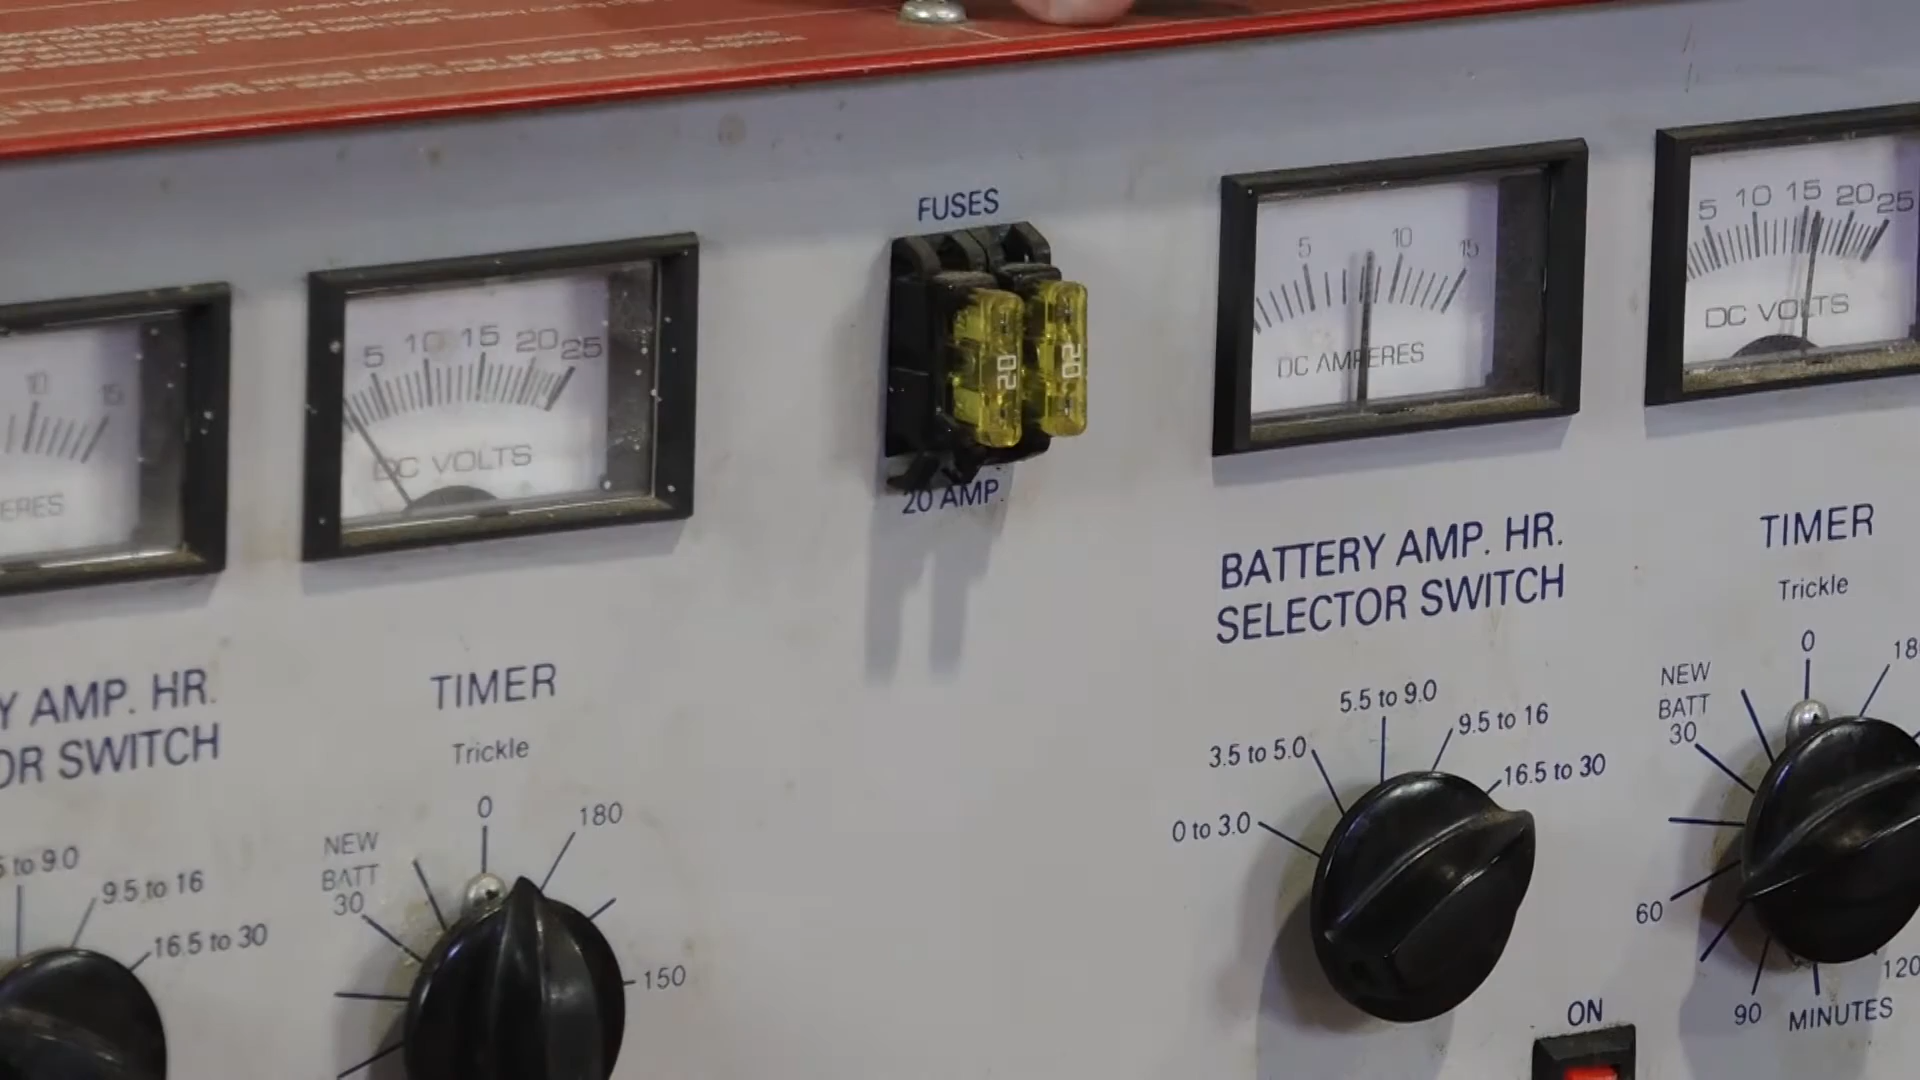 FUSES
20
20
20 AMP.
5 10 15
DC AMPERES
5 10 15 20 25
DC VOLTS
5 10 15 20 25
DC VOLTS
10 15
ERES
BATTERY AMP. HR.
SELECTOR SWITCH
0 to 3.0
3.5 to 5.0
5.5 to 9.0
9.5 to 16
16.5 to 30
TIMER
Trickle
0
18
NEW
BATT
30
60
90
MINUTES
120
ON
Y AMP. HR.
OR SWITCH
to 9.0
9.5 to 16
16.5 to 30
TIMER
Trickle
0
180
NEW
BATT
30
150